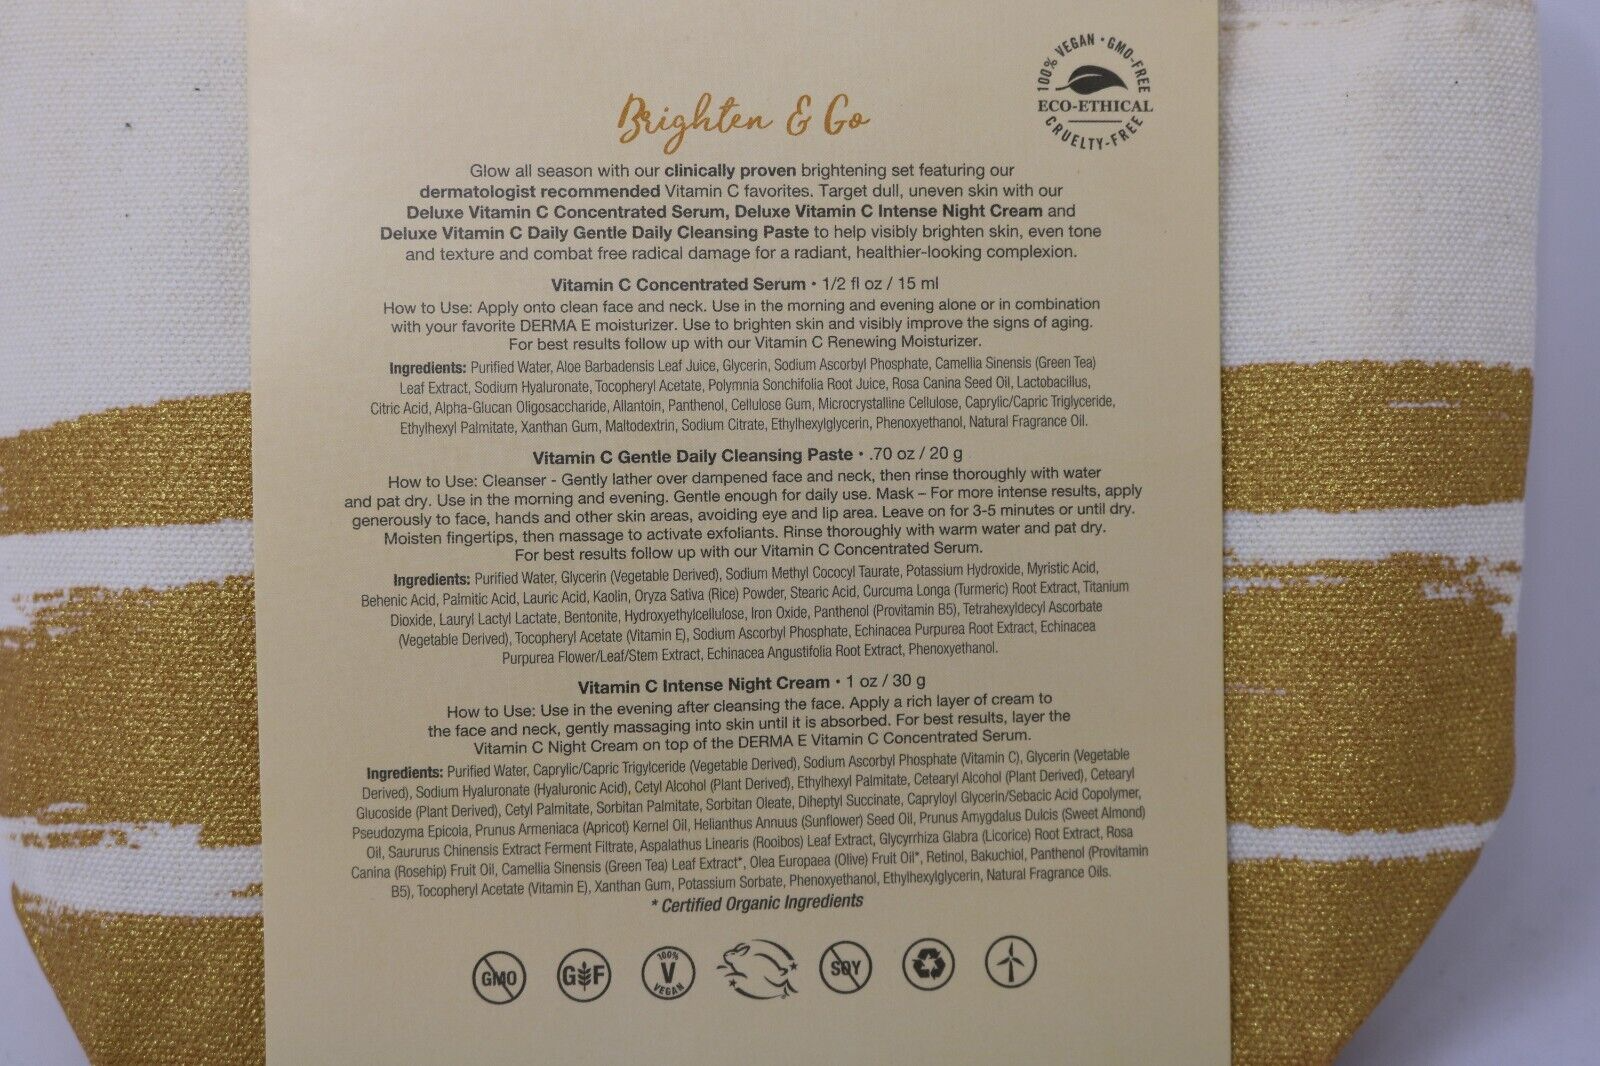 100% VEGAN • GMO-FREE
ECO-ETHICAL
CRUELTY-FREE
Brighten & Go
Glow all season with our clinically proven brightening set featuring our
dermatologist recommended Vitamin C favorites. Target dull, uneven skin with our
Deluxe Vitamin C Concentrated Serum, Deluxe Vitamin C Intense Night Cream and
Deluxe Vitamin C Daily Gentle Daily Cleansing Paste to help visibly brighten skin, even tone
and texture and combat free radical damage for a radiant, healthier-looking complexion.
Vitamin C Concentrated Serum • 1/2 fl oz / 15 ml
How to Use: Apply onto clean face and neck. Use in the morning and evening alone or in combination
with your favorite DERMA E moisturizer. Use to brighten skin and visibly improve the signs of aging.
For best results follow up with our Vitamin C Renewing Moisturizer.
Ingredients: Purified Water, Aloe Barbadensis Leaf Juice, Glycerin, Sodium Ascorbyl Phosphate, Camellia Sinensis (Green Tea)
Leaf Extract, Sodium Hyaluronate, Tocopheryl Acetate, Polymnia Sonchifolia Root Juice, Rosa Canina Seed Oil, Lactobacillus,
Citric Acid, Alpha-Glucan Oligosaccharide, Allantoin, Panthenol, Cellulose Gum, Microcrystalline Cellulose, Caprylic/Capric Triglyceride,
Ethylhexyl Palmitate, Xanthan Gum, Maltodextrin, Sodium Citrate, Ethylhexylglycerin, Phenoxyethanol, Natural Fragrance Oil.
Vitamin C Gentle Daily Cleansing Paste • .70 oz / 20 g
How to Use: Cleanser - Gently lather over dampened face and neck, then rinse thoroughly with water
and pat dry. Use in the morning and evening. Gentle enough for daily use. Mask – For more intense results, apply
generously to face, hands and other skin areas, avoiding eye and lip area. Leave on for 3-5 minutes or until dry.
Moisten fingertips, then massage to activate exfoliants. Rinse thoroughly with warm water and pat dry.
For best results follow up with our Vitamin C Concentrated Serum.
Ingredients: Purified Water, Glycerin (Vegetable Derived), Sodium Methyl Cococyl Taurate, Potassium Hydroxide, Myristic Acid,
Behenic Acid, Palmitic Acid, Lauric Acid, Kaolin, Oryza Sativa (Rice) Powder, Stearic Acid, Curcuma Longa (Turmeric) Root Extract, Titanium
Dioxide, Lauryl Lactyl Lactate, Bentonite, Hydroxyethylcellulose, Iron Oxide, Panthenol (Provitamin B5), Tetrahexyldecyl Ascorbate
(Vegetable Derived), Tocopheryl Acetate (Vitamin E), Sodium Ascorbyl Phosphate, Echinacea Purpurea Root Extract, Echinacea
Purpurea Flower/Leaf/Stem Extract, Echinacea Angustifolia Root Extract, Phenoxyethanol.
Vitamin C Intense Night Cream • 1 oz / 30 g
How to Use: Use in the evening after cleansing the face. Apply a rich layer of cream to
the face and neck, gently massaging into skin until it is absorbed. For best results, layer the
Vitamin C Night Cream on top of the DERMA E Vitamin C Concentrated Serum.
Ingredients: Purified Water, Caprylic/Capric Trigylceride (Vegetable Derived), Sodium Ascorbyl Phosphate (Vitamin C), Glycerin (Vegetable
Derived), Sodium Hyaluronate (Hyaluronic Acid), Cetyl Alcohol (Plant Derived), Ethylhexyl Palmitate, Cetearyl Alcohol (Plant Derived), Cetearyl
Glucoside (Plant Derived), Cetyl Palmitate, Sorbitan Palmitate, Sorbitan Oleate, Diheptyl Succinate, Capryloyl Glycerin/Sebacic Acid Copolymer,
Pseudozyma Epicola, Prunus Armeniaca (Apricot) Kernel Oil, Helianthus Annuus (Sunflower) Seed Oil, Prunus Amygdalus Dulcis (Sweet Almond)
Oil, Saururus Chinensis Extract Ferment Filtrate, Aspalathus Linearis (Rooibos) Leaf Extract, Glycyrrhiza Glabra (Licorice) Root Extract, Rosa
Canina (Rosehip) Fruit Oil, Camellia Sinensis (Green Tea) Leaf Extract*, Olea Europaea (Olive) Fruit Oil*, Retinol, Bakuchiol, Panthenol (Provitamin
B5), Tocopheryl Acetate (Vitamin E), Xanthan Gum, Potassium Sorbate, Phenoxyethanol, Ethylhexylglycerin, Natural Fragrance Oils.
* Certified Organic Ingredients
GMO GF 100% V VEGAN SOY